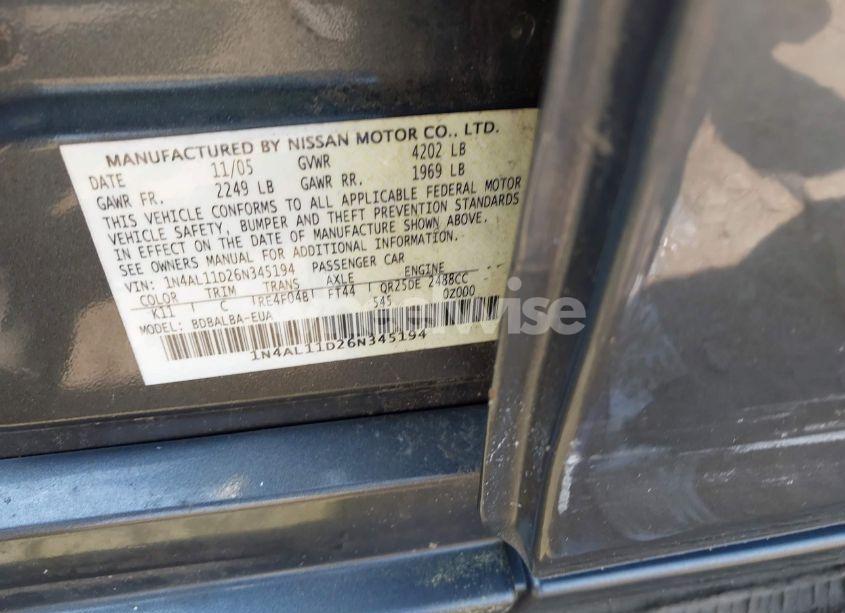 MANUFACTURED BY NISSAN MOTOR CO., LTD.
DATE 11/05 GVWR 4202 LB
GAWR FR. 2249 LB GAWR RR. 1969 LB
THIS VEHICLE CONFORMS TO ALL APPLICABLE FEDERAL MOTOR
VEHICLE SAFETY, BUMPER AND THEFT PREVENTION STANDARDS
IN EFFECT ON THE DATE OF MANUFACTURE SHOWN ABOVE.
SEE OWNERS MANUAL FOR ADDITIONAL INFORMATION.
VIN: 1N4AL11D26N345194 PASSENGER CAR
COLOR TRIM TRANS AXLE ENGINE
K11 C RE4F04B FT44 QR25DE 2488CC
MODEL: BDBALBA-EUA 545 0Z000
1N4AL11D26N345194